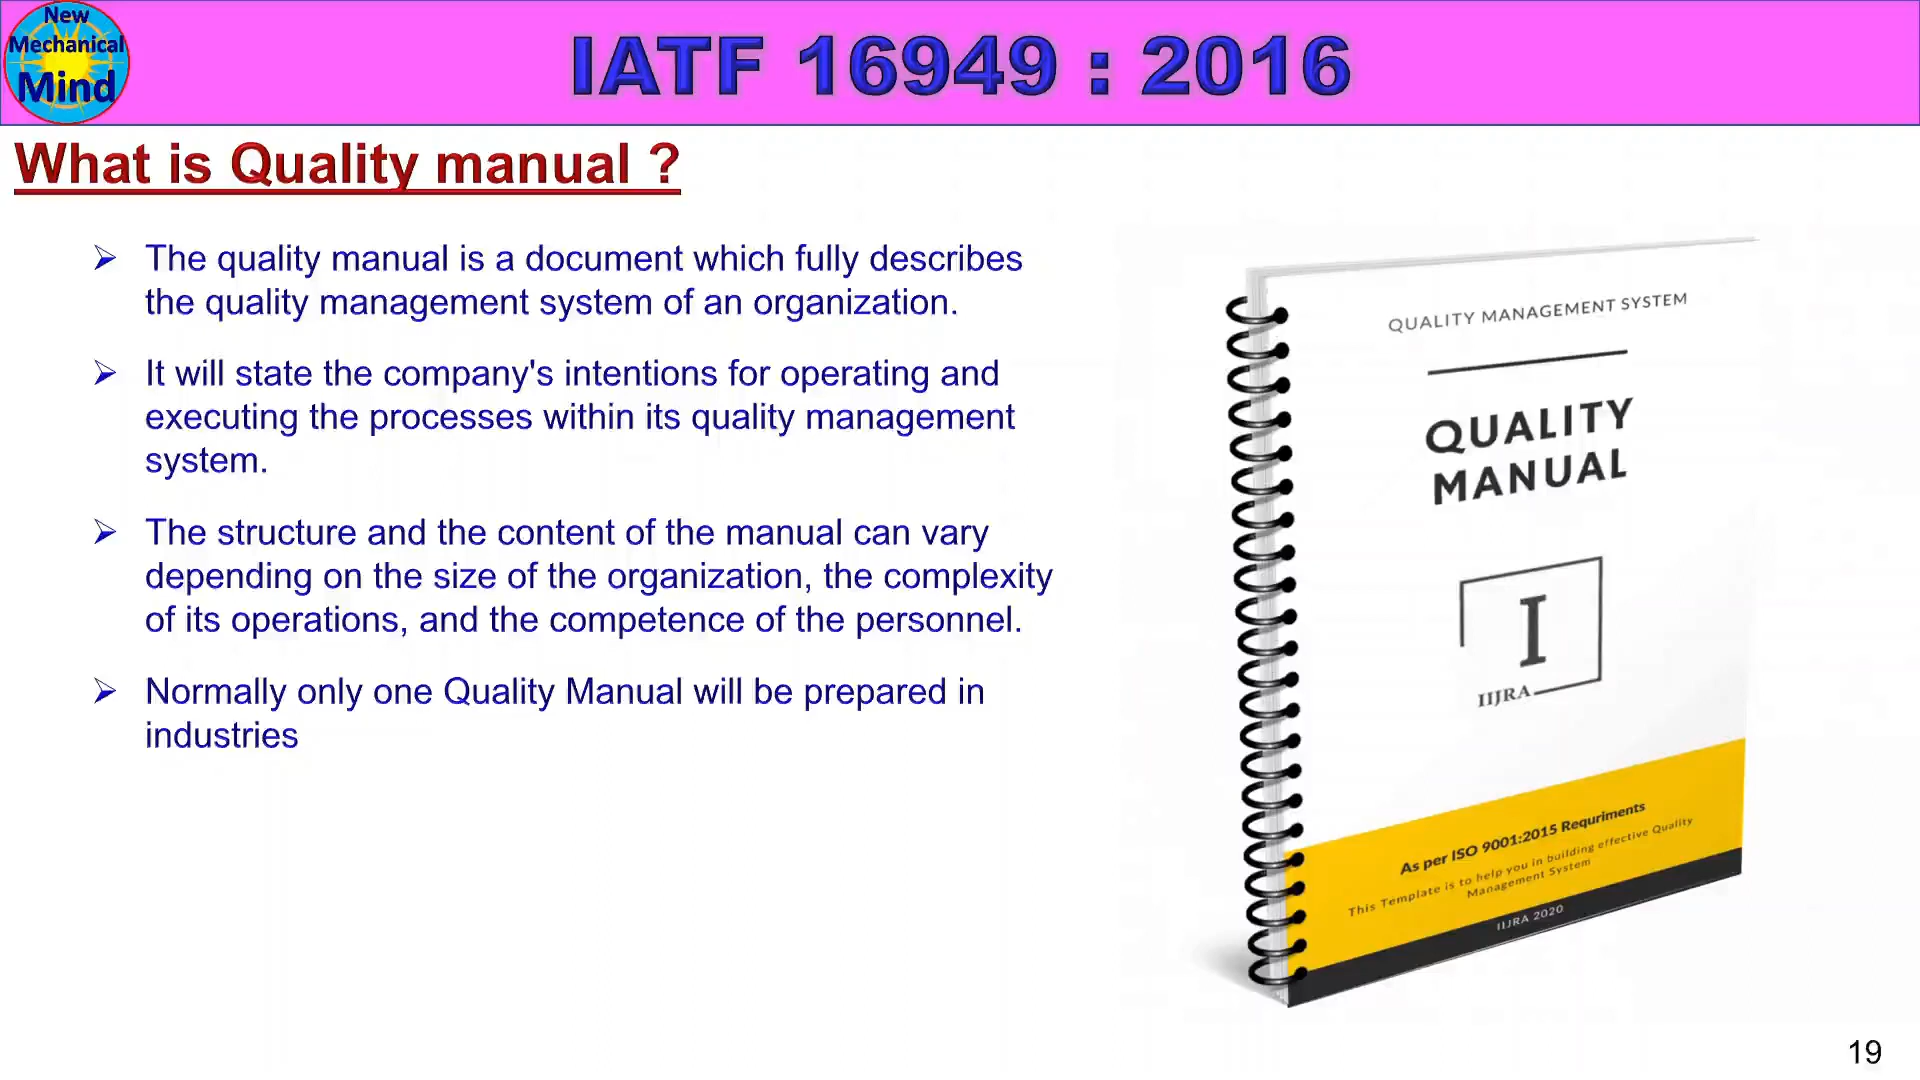 New
Mechanical
Mind
IATF 16949 : 2016
What is Quality manual ?
The quality manual is a document which fully describes
the quality management system of an organization.
It will state the company's intentions for operating and
executing the processes within its quality management
system.
The structure and the content of the manual can vary
depending on the size of the organization, the complexity
of its operations, and the competence of the personnel.
Normally only one Quality Manual will be prepared in
industries
QUALITY MANAGEMENT SYSTEM
QUALITY
MANUAL
I
IIJRA
As per ISO 9001:2015 Requriments
This Template is to help you in building effective Quality
Management System
IIJRA 2020
19